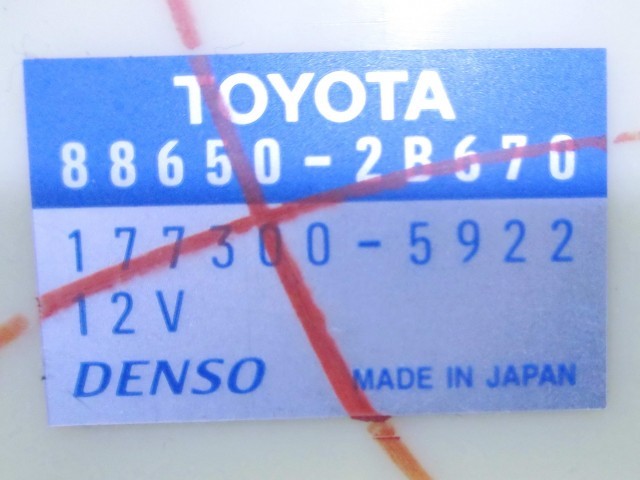 TOYOTA
88650-2B670
177300-5922
12V
DENSO
MADE IN JAPAN